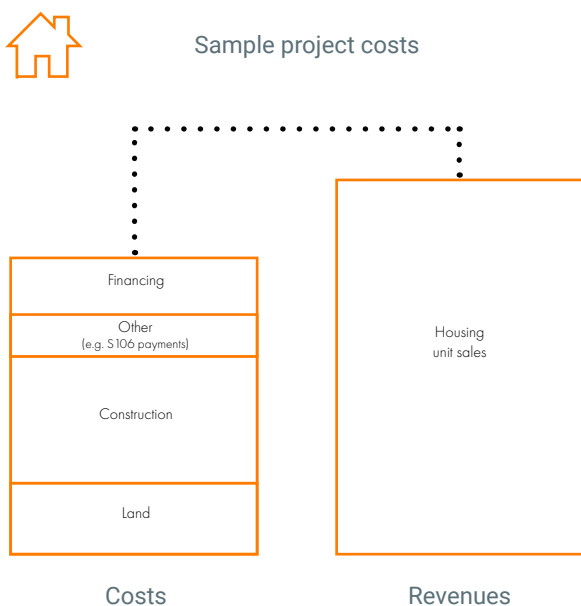 Sample project costs
Financing
Other
(e.g. S106 payments)
Construction
Land
Housing
unit sales
Costs
Revenues